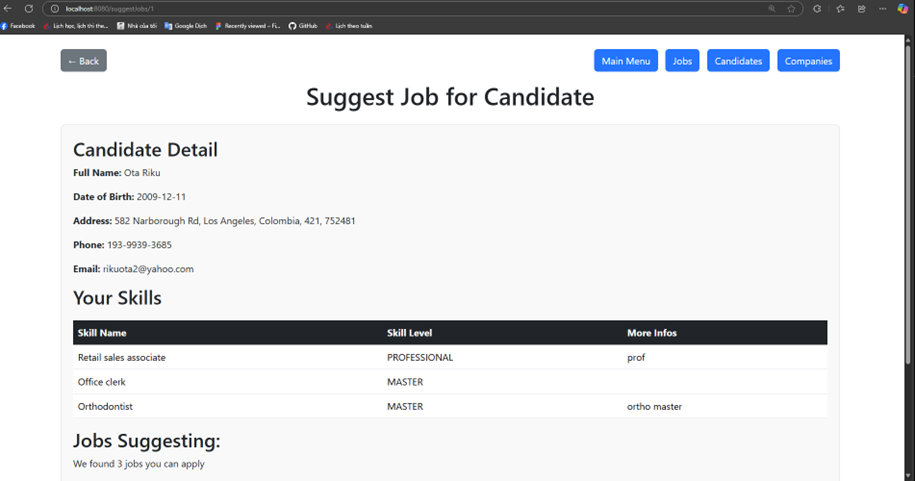 localhost:8080/suggestJobs/1
Facebook
Lịch học, lịch thi the...
Nhà của tôi
Google Dịch
Recently viewed – Fi...
GitHub
Lịch theo tuần
← Back
Main Menu
Jobs
Candidates
Companies
Suggest Job for Candidate
Candidate Detail
Full Name: Ota Riku
Date of Birth: 2009-12-11
Address: 582 Narborough Rd, Los Angeles, Colombia, 421, 752481
Phone: 193-9939-3685
Email: rikuota2@yahoo.com
Your Skills
Skill Name Skill Level More Infos
Retail sales associate PROFESSIONAL prof
Office clerk MASTER
Orthodontist MASTER ortho master
Jobs Suggesting:
We found 3 jobs you can apply